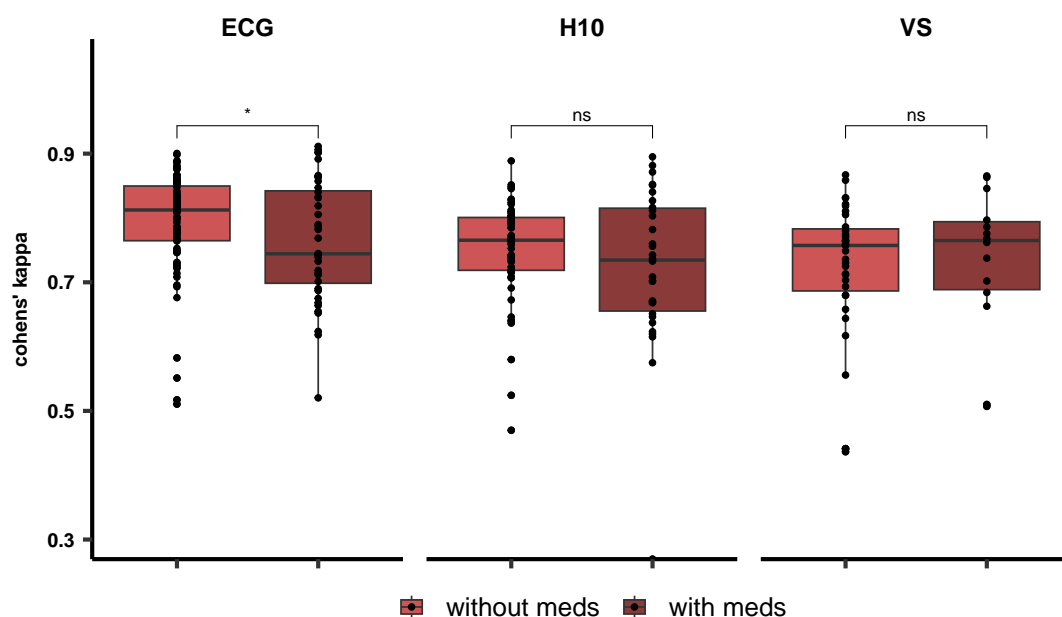 ECG H10 VS
* ns ns
0.9
0.7
0.5
0.3
cohens' kappa
without meds with meds